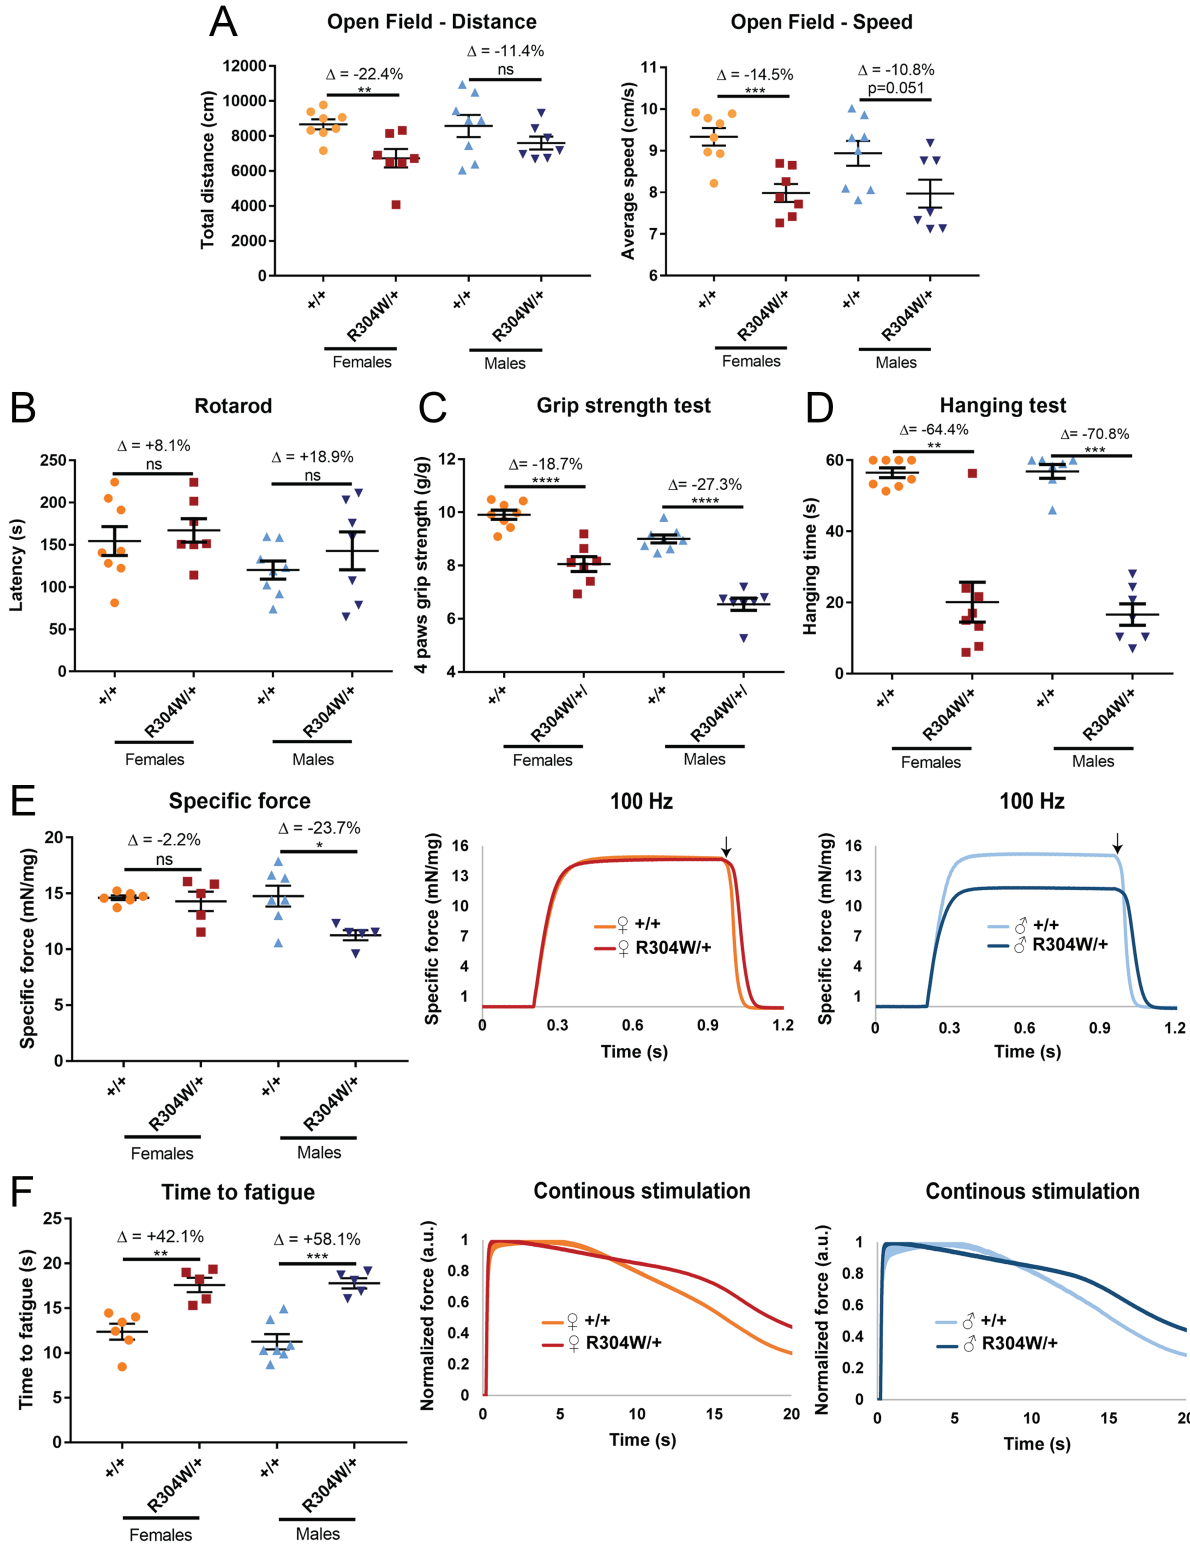 A
Open Field - Distance
Open Field - Speed
Δ = -22.4%
**
Δ = -11.4%
ns
Δ = -14.5%
***
Δ = -10.8%
p=0.051
Total distance (cm)
12000
10000
8000
6000
4000
2000
0
Average speed (cm/s)
11
10
9
8
7
6
+/+
R304W/+
+/+
R304W/+
Females
Males
+/+
R304W/+
+/+
R304W/+
Females
Males
B
Rotarod
Δ = +8.1%
ns
Δ = +18.9%
ns
Latency (s)
250
200
150
100
50
0
+/+
R304W/+
+/+
R304W/+
Females
Males
C
Grip strength test
Δ = -18.7%
****
Δ= -27.3%
****
4 paws grip strength (g/g)
12
10
8
6
4
+/+
R304W/+/
+/+
R304W/+/
Females
Males
D
Hanging test
Δ= -64.4%
**
Δ= -70.8%
***
Hanging time (s)
60
40
20
0
+/+
R304W/+
+/+
R304W/+
Females
Males
E
Specific force
Δ = -2.2%
ns
Δ = -23.7%
*
Specific force (mN/mg)
20
15
10
5
0
+/+
R304W/+
+/+
R304W/+
Females
Males
100 Hz
Specific force (mN/mg)
16
13
10
7
4
1
♀ +/+
♀ R304W/+
0
0.3
0.6
0.9
1.2
Time (s)
100 Hz
Specific force (mN/mg)
16
13
10
7
4
1
♂ +/+
♂ R304W/+
0
0.3
0.6
0.9
1.2
Time (s)
F
Time to fatigue
Δ = +42.1%
**
Δ = +58.1%
***
Time to fatigue (s)
25
20
15
10
5
0
+/+
R304W/+
+/+
R304W/+
Females
Males
Continous stimulation
Normalized force (a.u.)
1
0.8
0.6
0.4
0.2
0
♀ +/+
♀ R304W/+
0
5
10
15
20
Time (s)
Continous stimulation
Normalized force (a.u.)
1
0.8
0.6
0.4
0.2
0
♂ +/+
♂ R304W/+
0
5
10
15
20
Time (s)